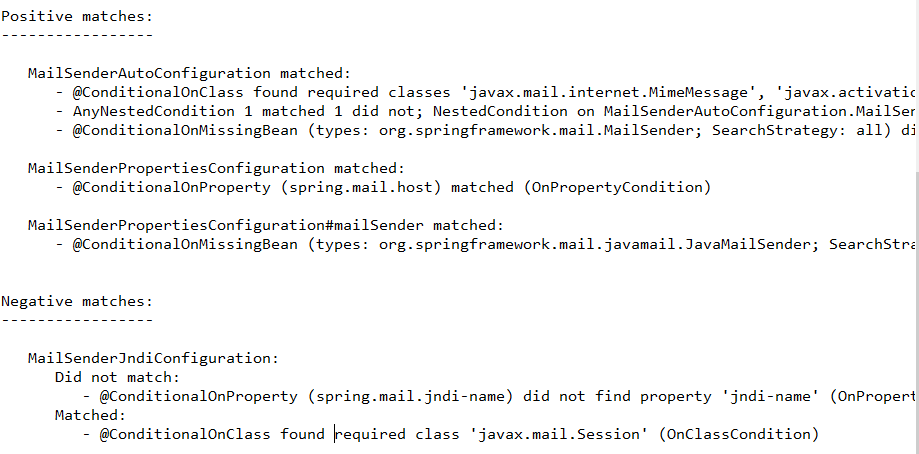 Positive matches:
-----------------
MailSenderAutoConfiguration matched:
- @ConditionalOnClass found required classes 'javax.mail.internet.MimeMessage', 'javax.activatio
- AnyNestedCondition 1 matched 1 did not; NestedCondition on MailSenderAutoConfiguration.MailSer
- @ConditionalOnMissingBean (types: org.springframework.mail.MailSender; SearchStrategy: all) di
MailSenderPropertiesConfiguration matched:
- @ConditionalOnProperty (spring.mail.host) matched (OnPropertyCondition)
MailSenderPropertiesConfiguration#mailSender matched:
- @ConditionalOnMissingBean (types: org.springframework.mail.javamail.JavaMailSender; SearchStra
Negative matches:
-----------------
MailSenderJndiConfiguration:
Did not match:
- @ConditionalOnProperty (spring.mail.jndi-name) did not find property 'jndi-name' (OnPropert
Matched:
- @ConditionalOnClass found required class 'javax.mail.Session' (OnClassCondition)